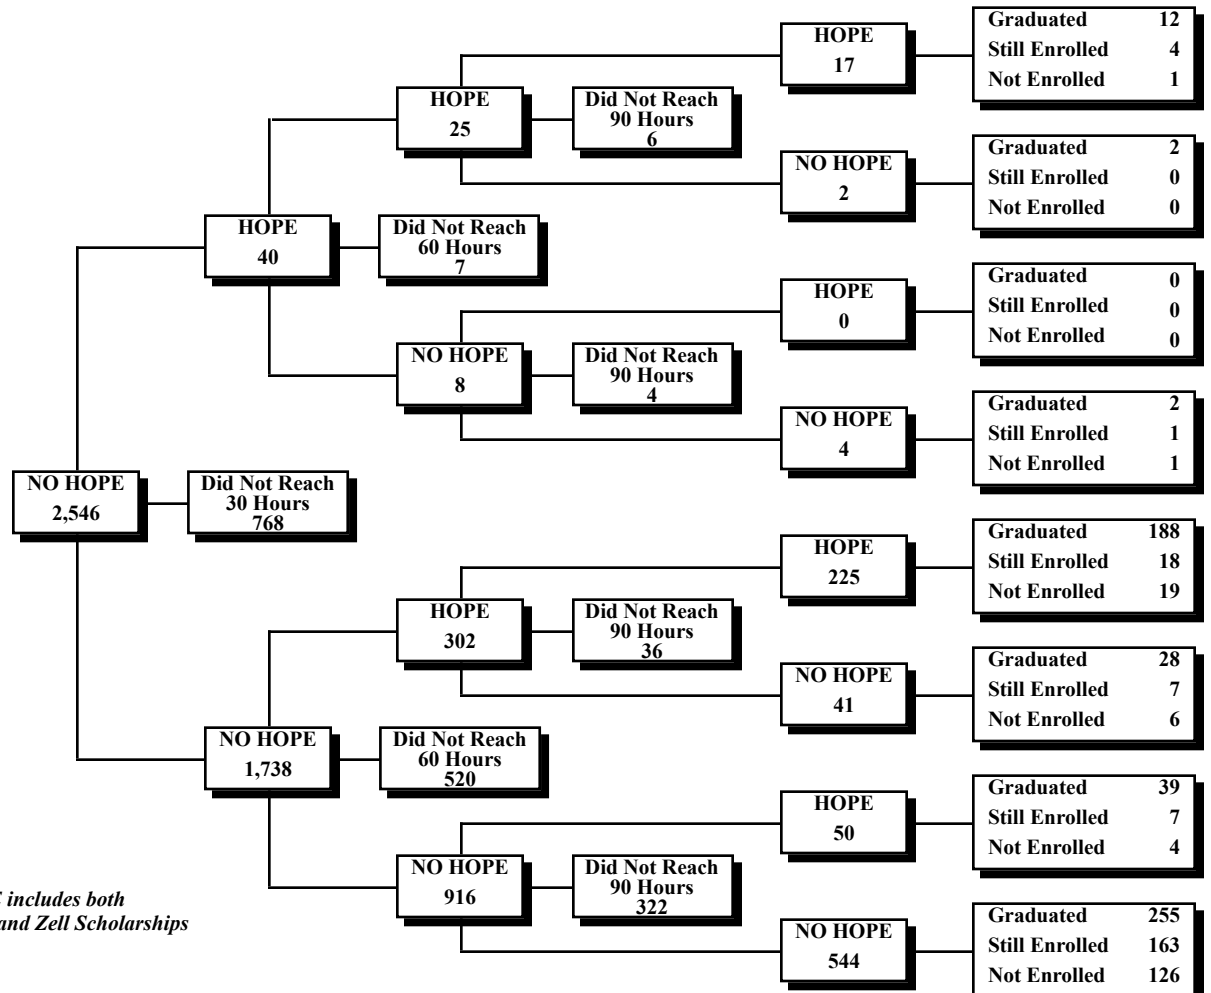 Graduated 12
HOPE
Still Enrolled 4
17
Not Enrolled 1
HOPE
25
Did Not Reach
90 Hours
6
Graduated 2
NO HOPE
Still Enrolled 0
2
Not Enrolled 0
HOPE
40
Did Not Reach
60 Hours
7
Graduated 0
HOPE
Still Enrolled 0
0
Not Enrolled 0
NO HOPE
8
Did Not Reach
90 Hours
4
Graduated 2
NO HOPE
Still Enrolled 1
4
Not Enrolled 1
NO HOPE
2,546
Did Not Reach
30 Hours
768
Graduated 188
HOPE
Still Enrolled 18
225
Not Enrolled 19
HOPE
302
Did Not Reach
90 Hours
36
Graduated 28
NO HOPE
Still Enrolled 7
41
Not Enrolled 6
NO HOPE
1,738
Did Not Reach
60 Hours
520
Graduated 39
HOPE
Still Enrolled 7
50
Not Enrolled 4
NO HOPE
916
Did Not Reach
90 Hours
322
includes both
and Zell Scholarships
Graduated 255
NO HOPE
Still Enrolled 163
544
Not Enrolled 126